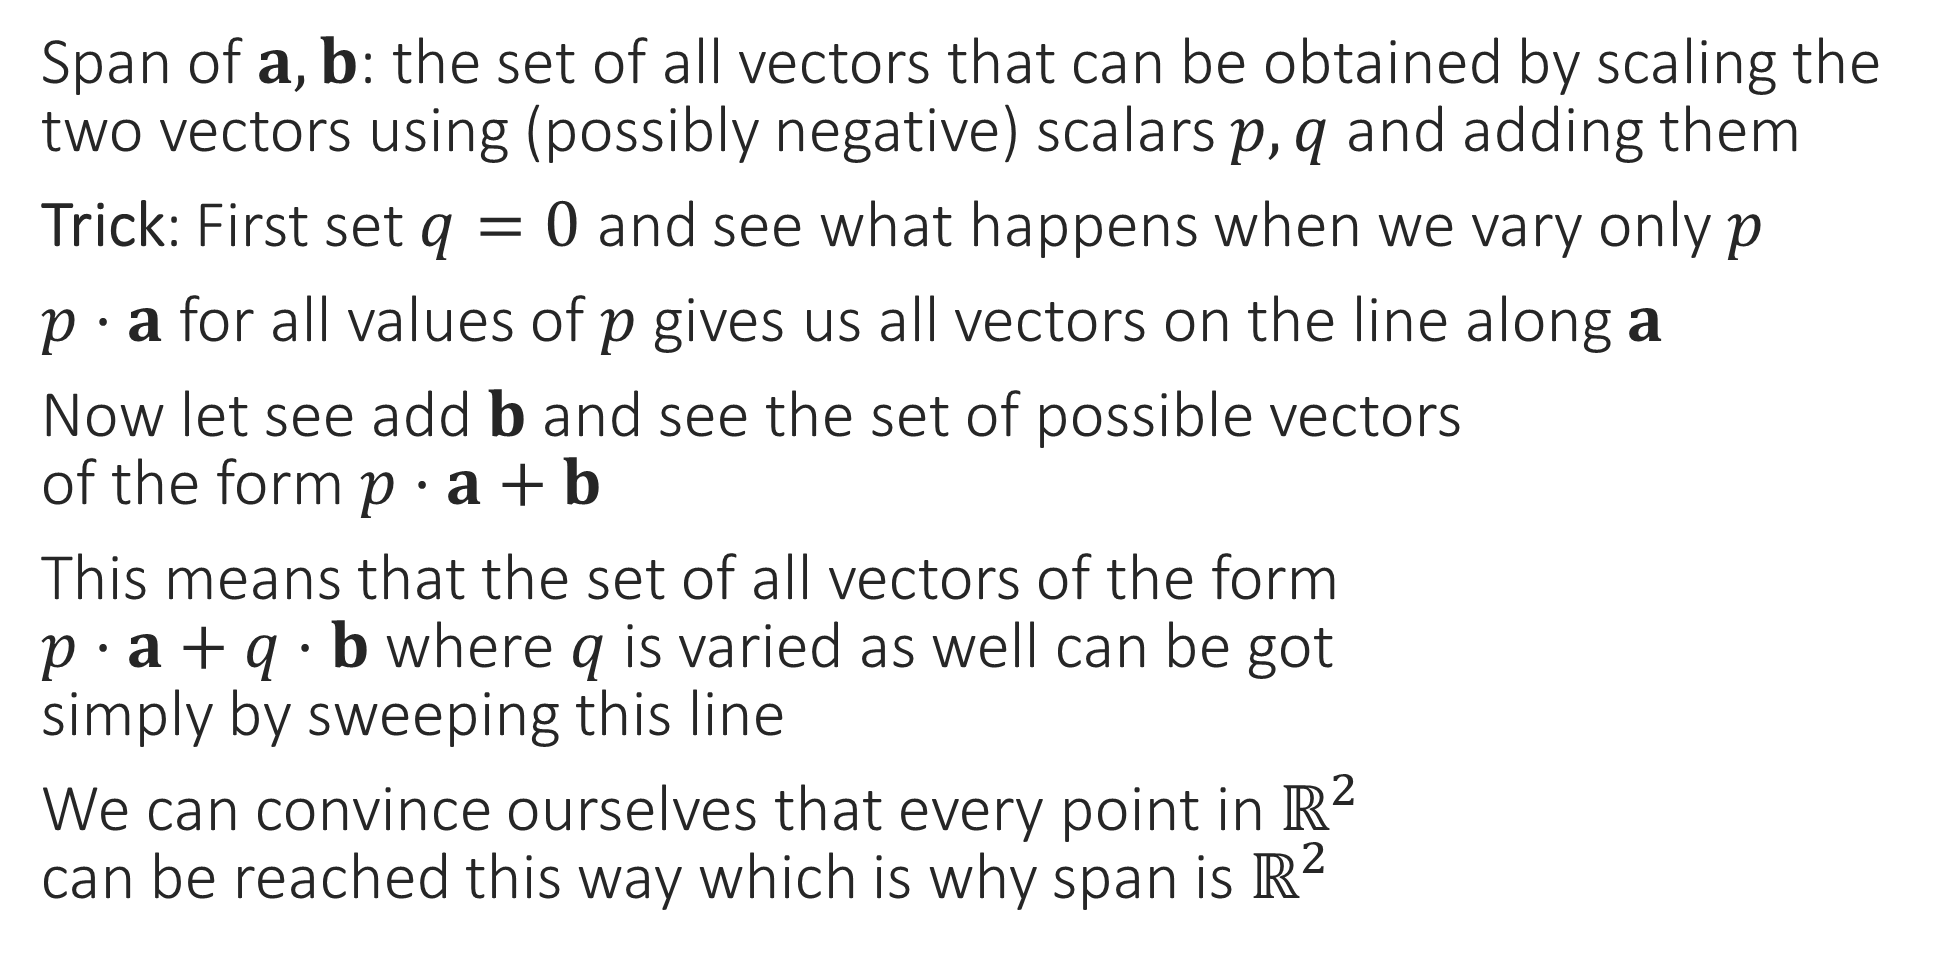 Span of a, b: the set of all vectors that can be obtained by scaling the
two vectors using (possibly negative) scalars p, q and adding them
Trick: First set q = 0 and see what happens when we vary only p
p · a for all values of p gives us all vectors on the line along a
Now let see add b and see the set of possible vectors
of the form p · a + b
This means that the set of all vectors of the form
p · a + q · b where q is varied as well can be got
simply by sweeping this line
We can convince ourselves that every point in ℝ²
can be reached this way which is why span is ℝ²